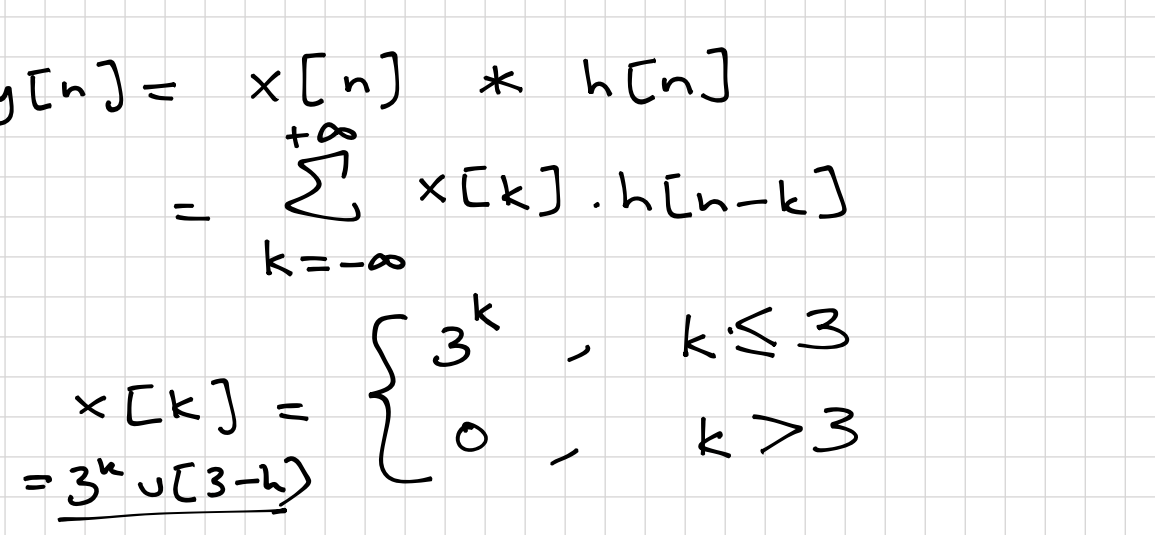 y[n] = x[n] * h[n]
+∞
= ∑ x[k] . h[n-k]
k = -∞
x[k] = { 3^k , k ≤ 3
0 , k > 3
= 3^k u[3-k)